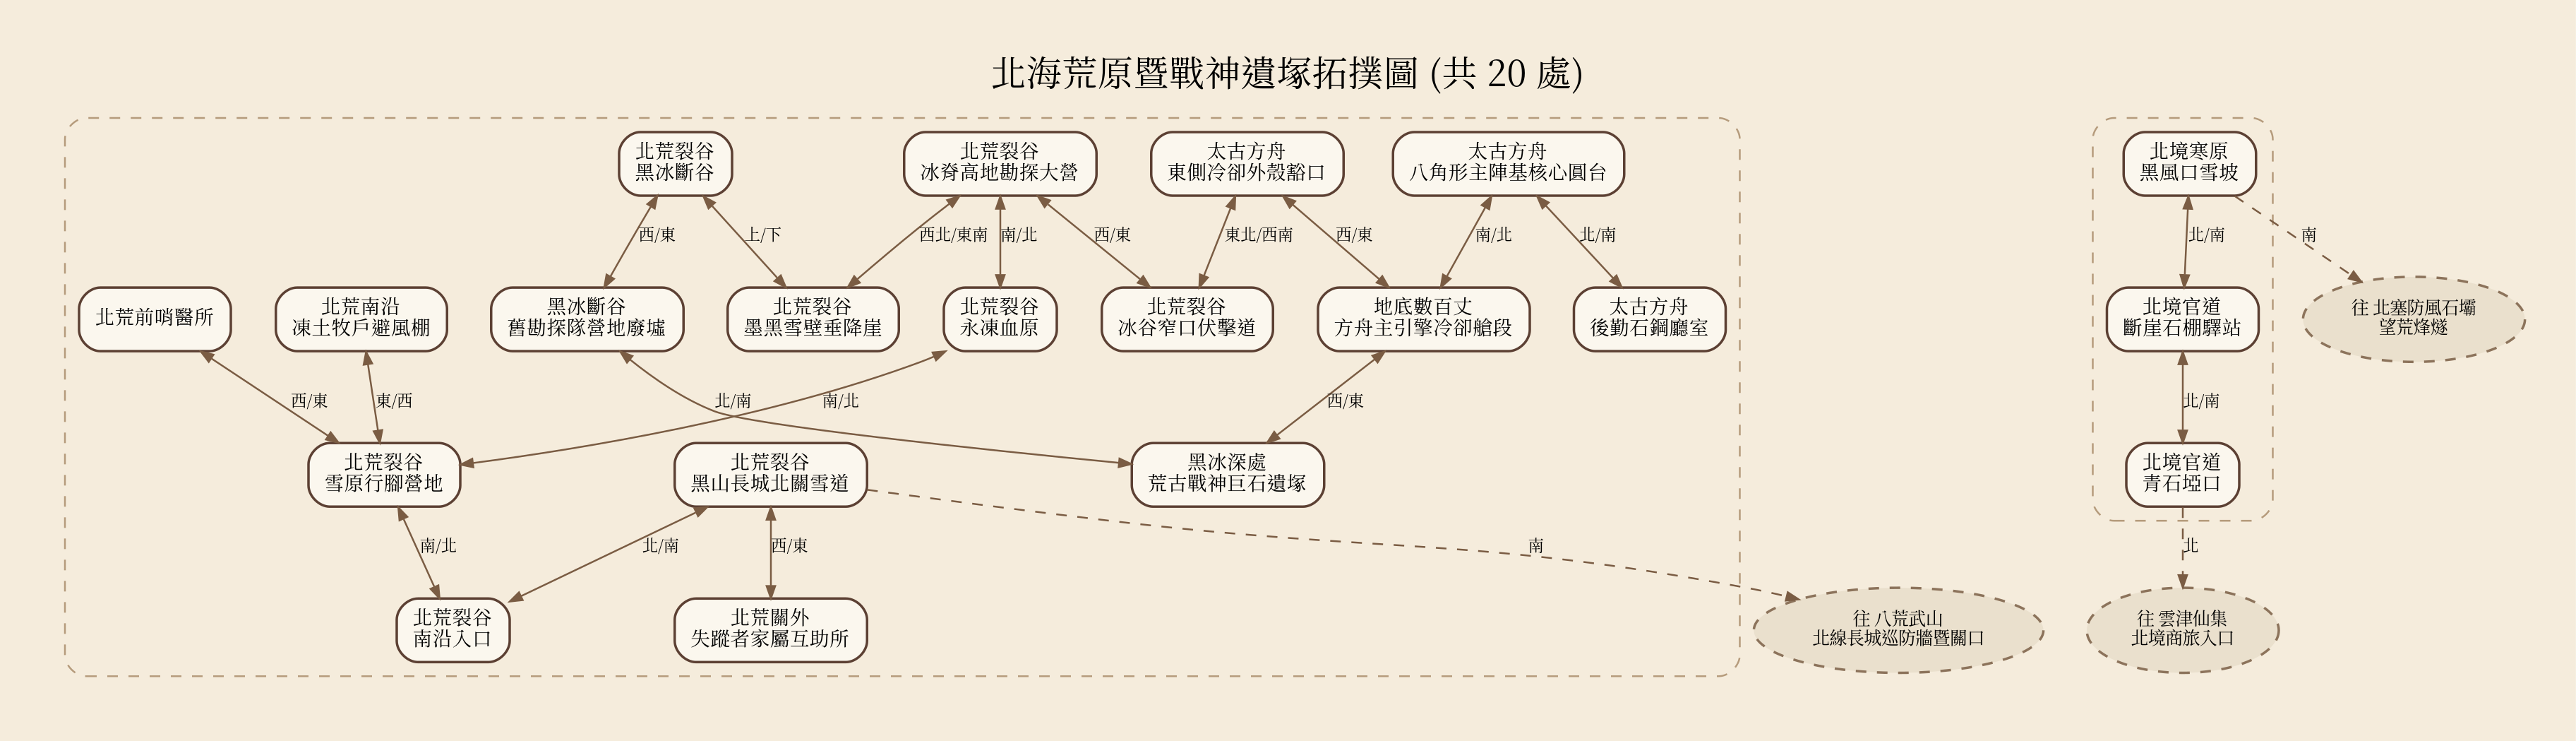 北海荒原暨戰神遺塚拓撲圖 (共 20 處)
北荒裂谷
黑冰斷谷
北荒裂谷
冰脊高地勘探大營
太古方舟
東側冷卻外殼豁口
太古方舟
八角形主陣基核心圓台
北境寒原
黑風口雪坡
西/東
上/下
西北/東南
南/北
西/東
東北/西南
西/東
南/北
北/南
北/南
南
北荒前哨醫所
北荒南沿
凍土牧戶避風棚
黑冰斷谷
舊勘探隊營地廢墟
北荒裂谷
墨黑雪壁垂降崖
北荒裂谷
永凍血原
北荒裂谷
冰谷窄口伏擊道
地底數百丈
方舟主引擎冷卻艙段
太古方舟
後勤石鋼廳室
北境官道
斷崖石棚驛站
往 北塞防風石壩
望荒烽燧
西/東
東/西
北/南
南/北
西/東
北/南
北荒裂谷
雪原行腳營地
北荒裂谷
黑山長城北關雪道
黑冰深處
荒古戰神巨石遺塚
北境官道
青石埡口
南/北
北/南
西/東
南
北
北荒裂谷
南沿入口
北荒關外
失蹤者家屬互助所
往 八荒武山
北線長城巡防牆暨關口
往 雲津仙集
北境商旅入口